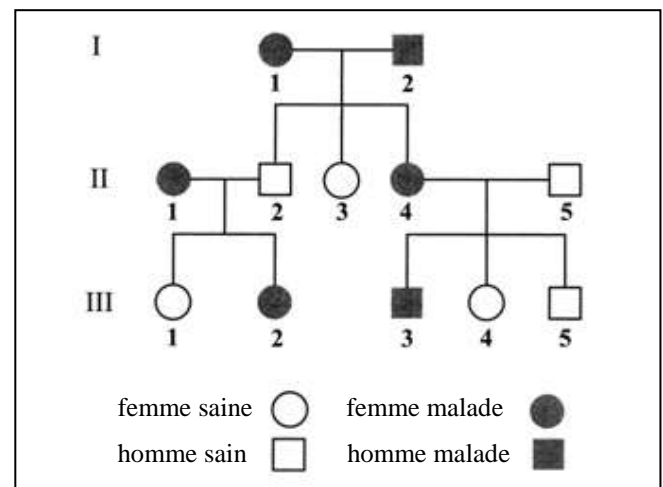 I
1 2
II
1 2 3 4 5
III
1 2 3 4 5
femme saine femme malade
homme sain homme malade